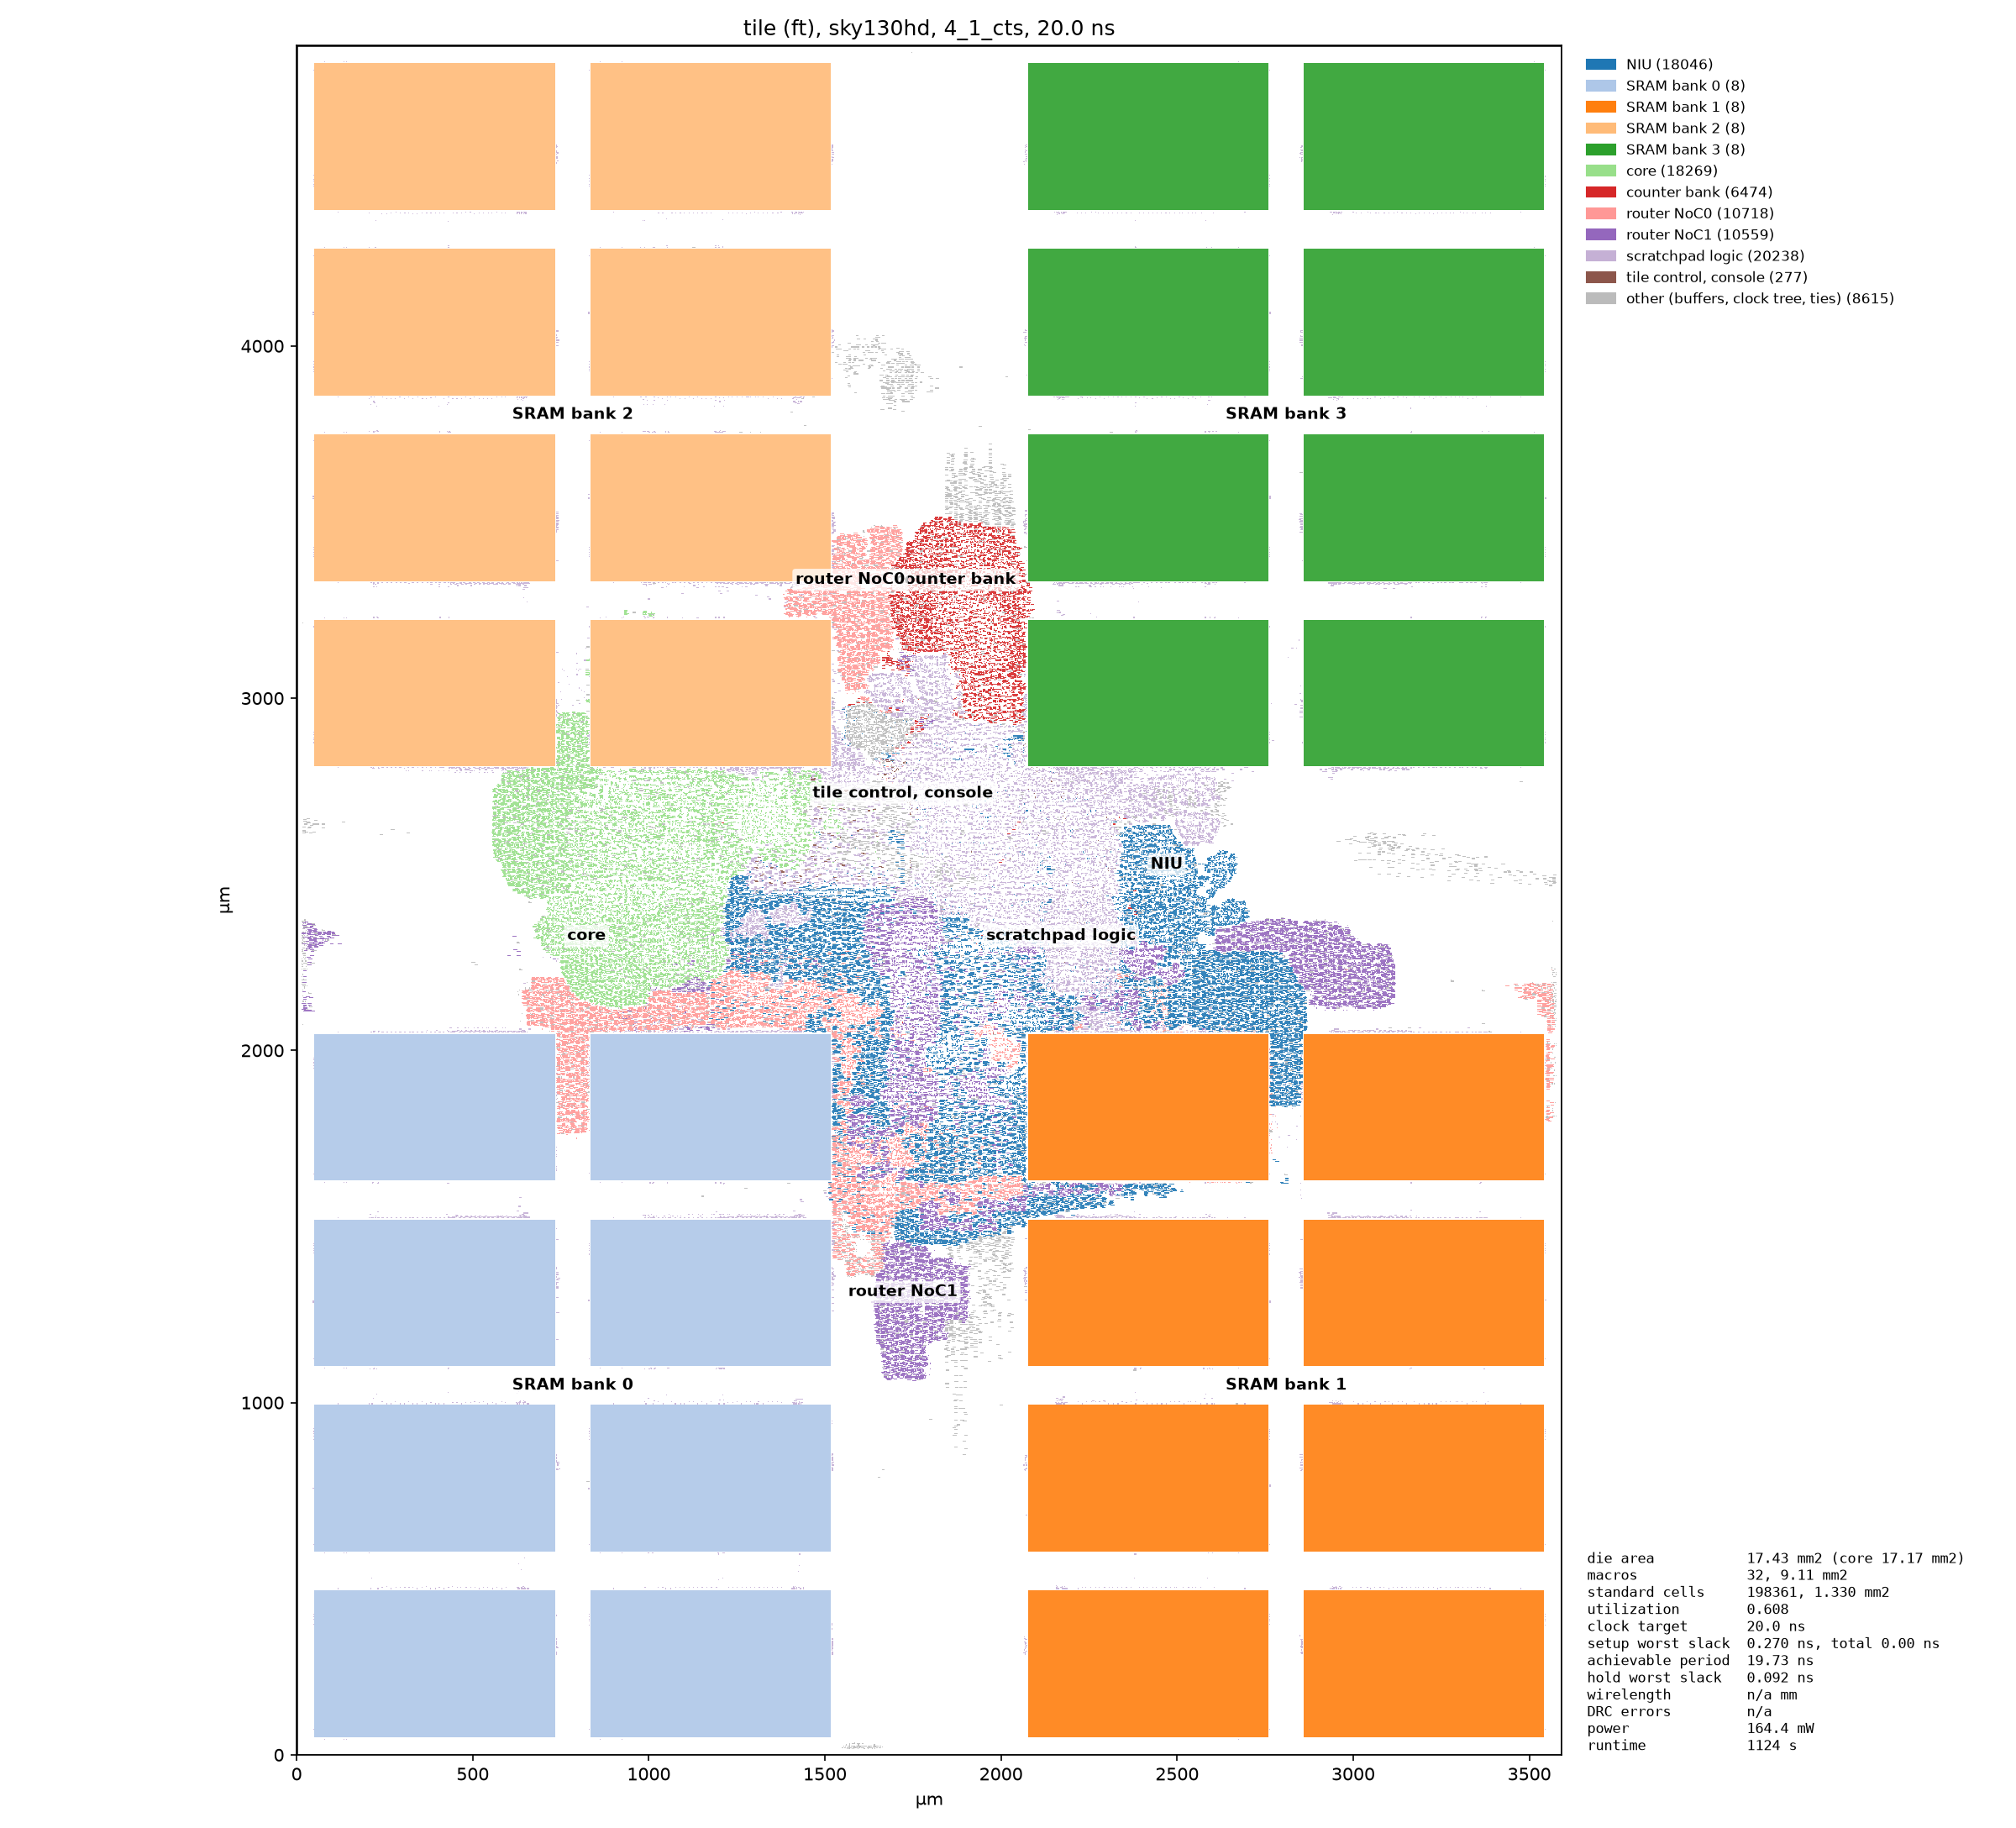 tile (ft), sky130hd, 4_1_cts, 20.0 ns
NIU (18046)
SRAM bank 0 (8)
SRAM bank 1 (8)
SRAM bank 2 (8)
SRAM bank 3 (8)
core (18269)
counter bank (6474)
router NoC0 (10718)
router NoC1 (10559)
scratchpad logic (20238)
tile control, console (277)
other (buffers, clock tree, ties) (8615)
4000
SRAM bank 2
SRAM bank 3
router NoC0ounter bank
3000
tile control, console
NIU
µm
core
scratchpad logic
2000
router NoC1
SRAM bank 0
SRAM bank 1
1000
die area 17.43 mm2 (core 17.17 mm2)
macros 32, 9.11 mm2
standard cells 198361, 1.330 mm2
utilization 0.608
clock target 20.0 ns
setup worst slack 0.270 ns, total 0.00 ns
achievable period 19.73 ns
hold worst slack 0.092 ns
wirelength n/a mm
DRC errors n/a
power 164.4 mW
runtime 1124 s
0
0 500 1000 1500 2000 2500 3000 3500
µm